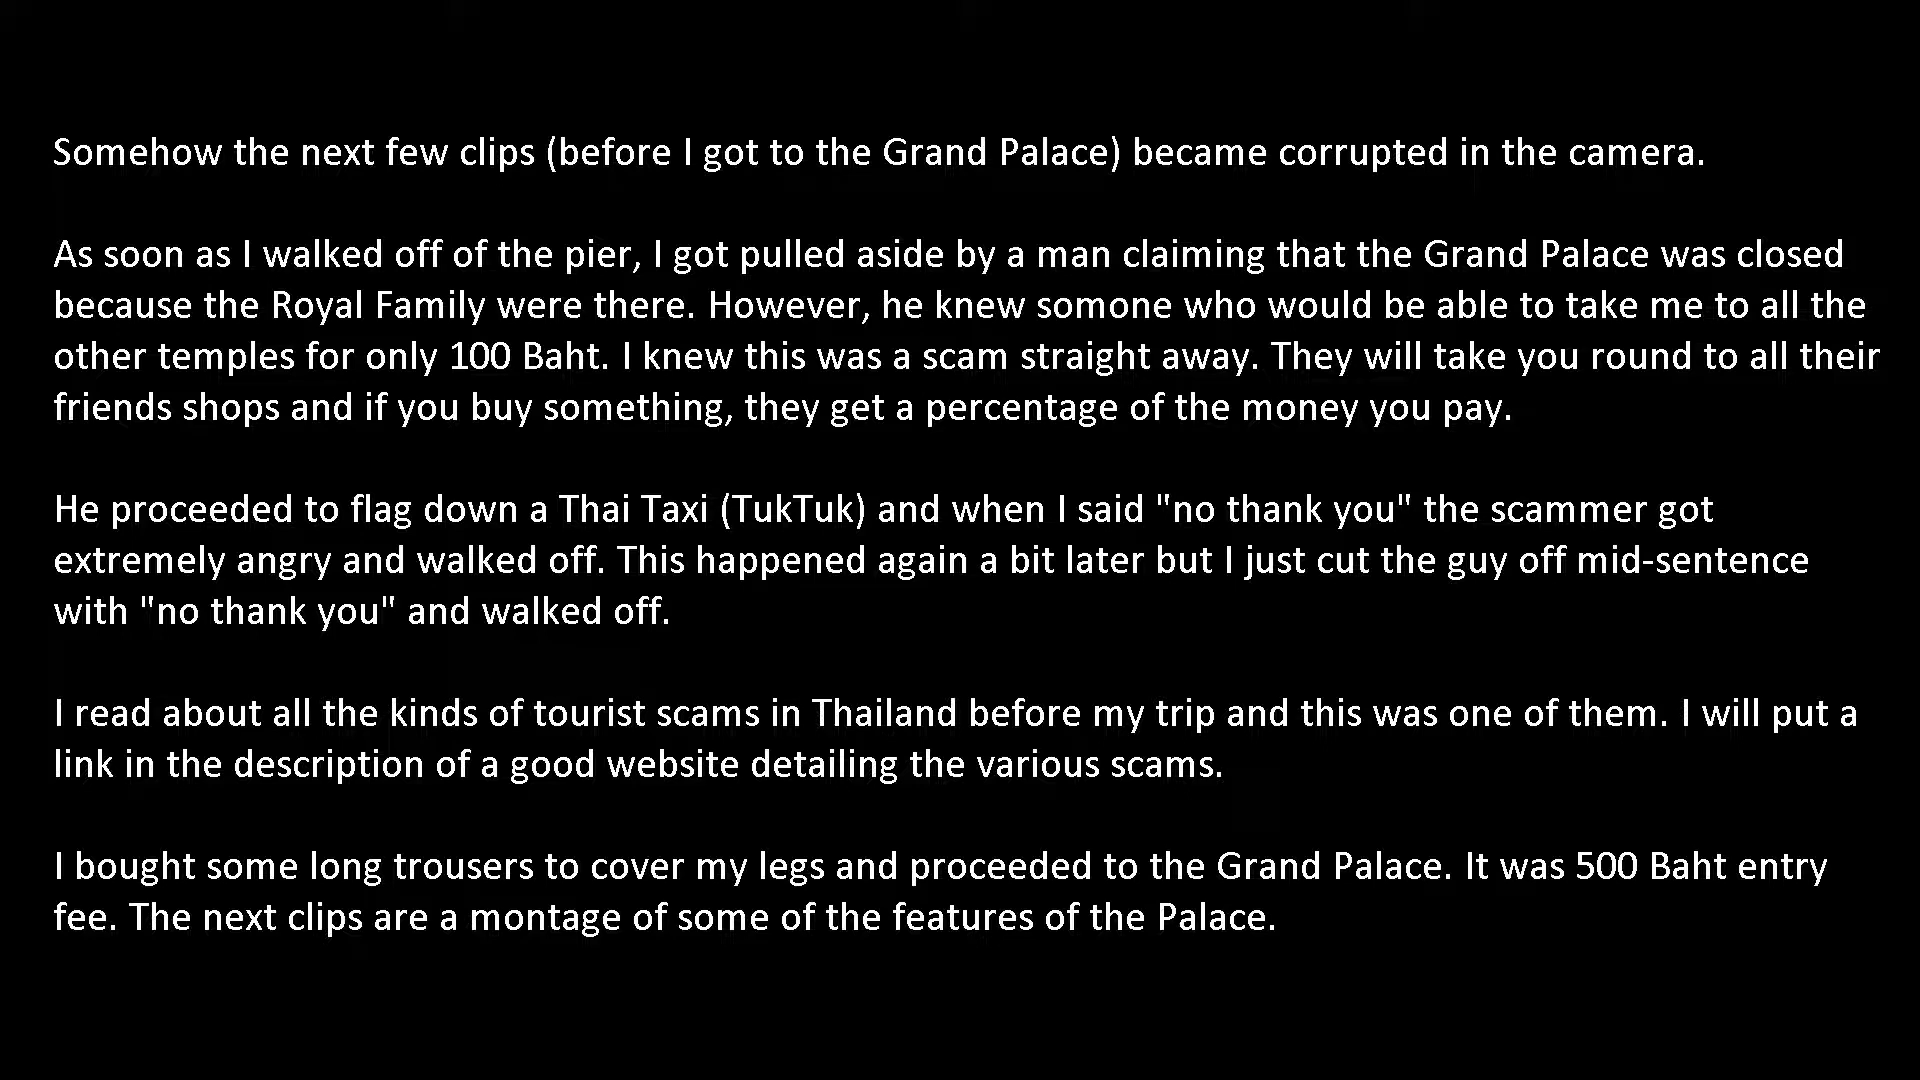 Somehow the next few clips (before I got to the Grand Palace) became corrupted in the camera.
As soon as I walked off of the pier, I got pulled aside by a man claiming that the Grand Palace was closed
because the Royal Family were there. However, he knew somone who would be able to take me to all the
other temples for only 100 Baht. I knew this was a scam straight away. They will take you round to all their
friends shops and if you buy something, they get a percentage of the money you pay.
He proceeded to flag down a Thai Taxi (TukTuk) and when I said "no thank you" the scammer got
extremely angry and walked off. This happened again a bit later but I just cut the guy off mid-sentence
with "no thank you" and walked off.
I read about all the kinds of tourist scams in Thailand before my trip and this was one of them. I will put a
link in the description of a good website detailing the various scams.
I bought some long trousers to cover my legs and proceeded to the Grand Palace. It was 500 Baht entry
fee. The next clips are a montage of some of the features of the Palace.